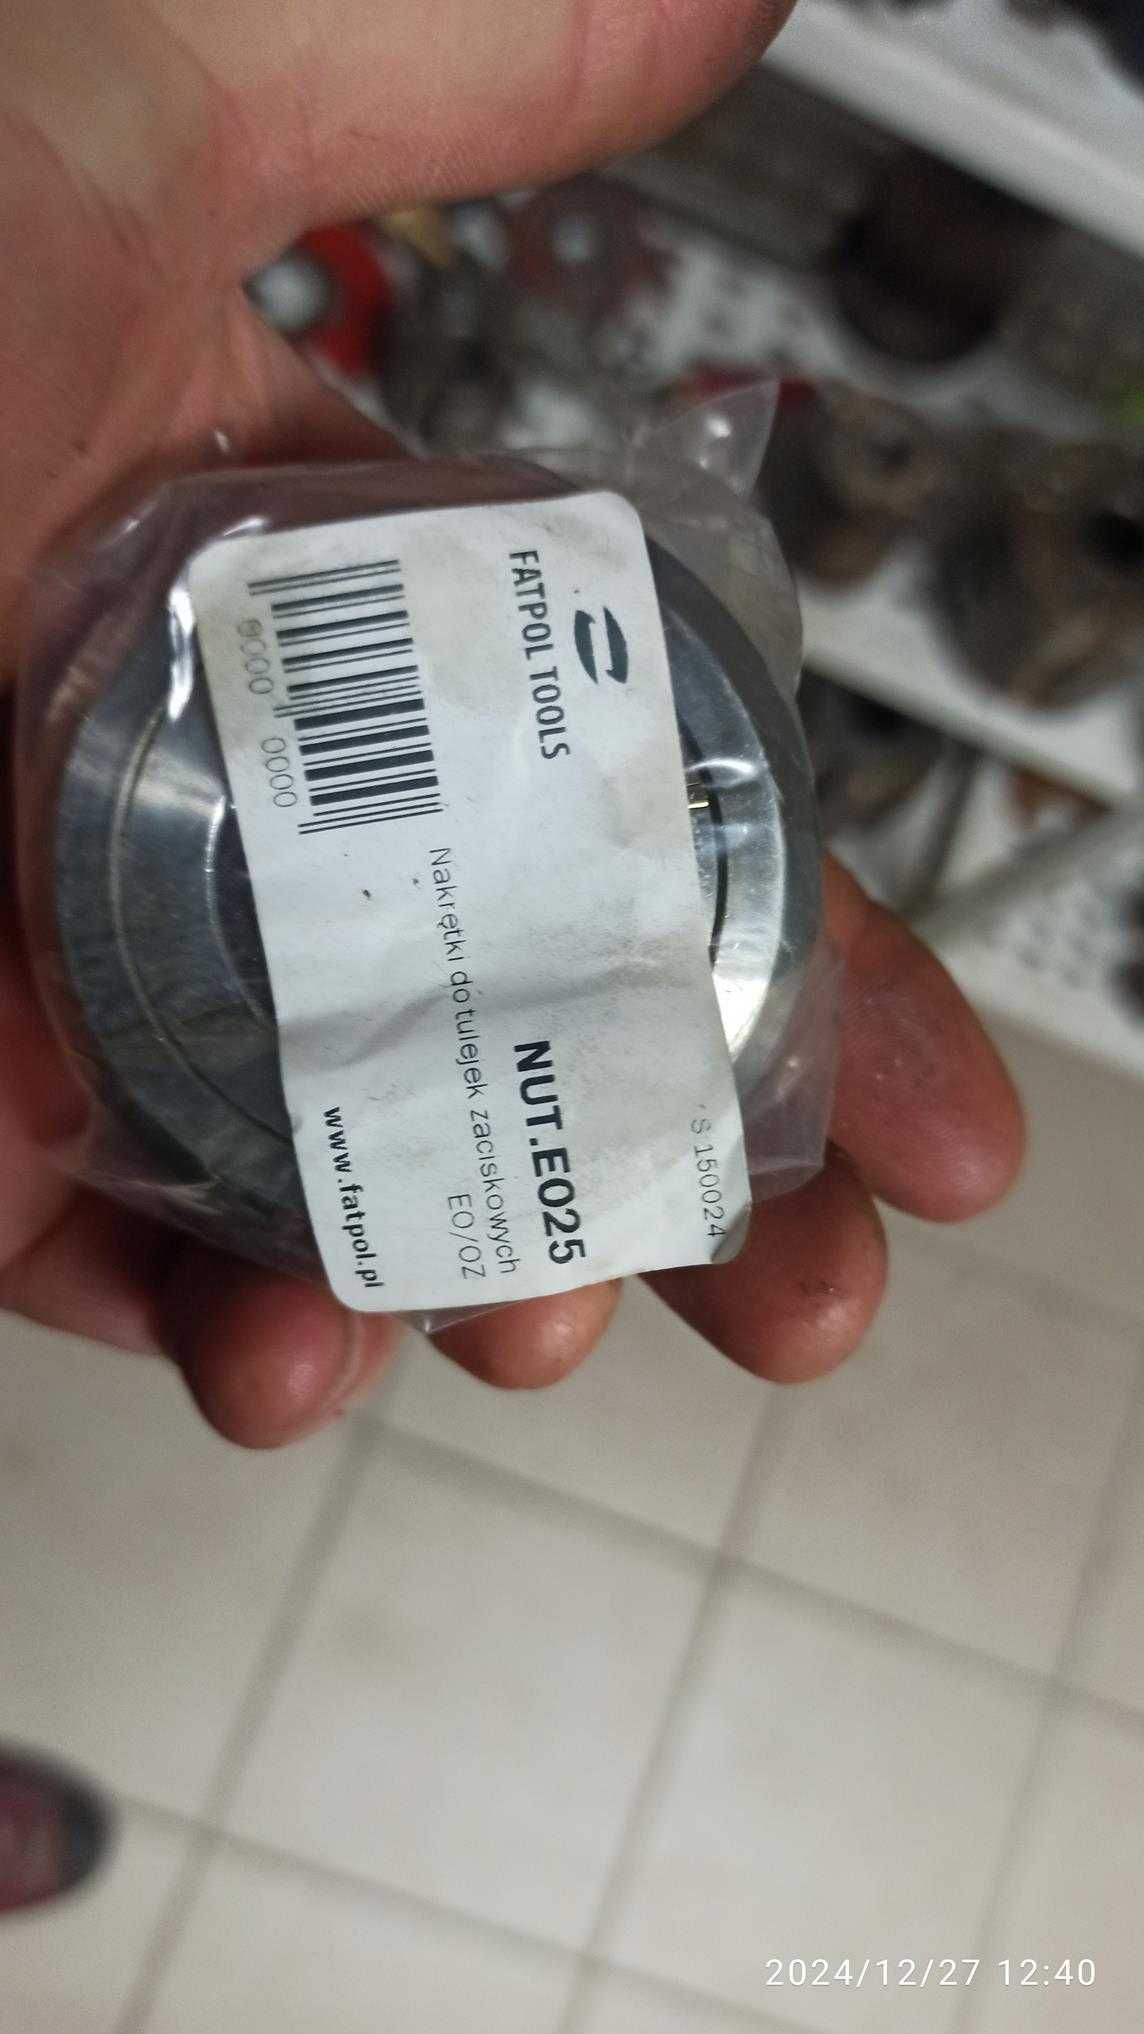 S 150024
FATPOL TOOLS
NUT.EO25
Nakrętki do tulejek zaciskowych
EO/OZ
0000 0000
www.fatpol.pl
2024/12/27 12:40